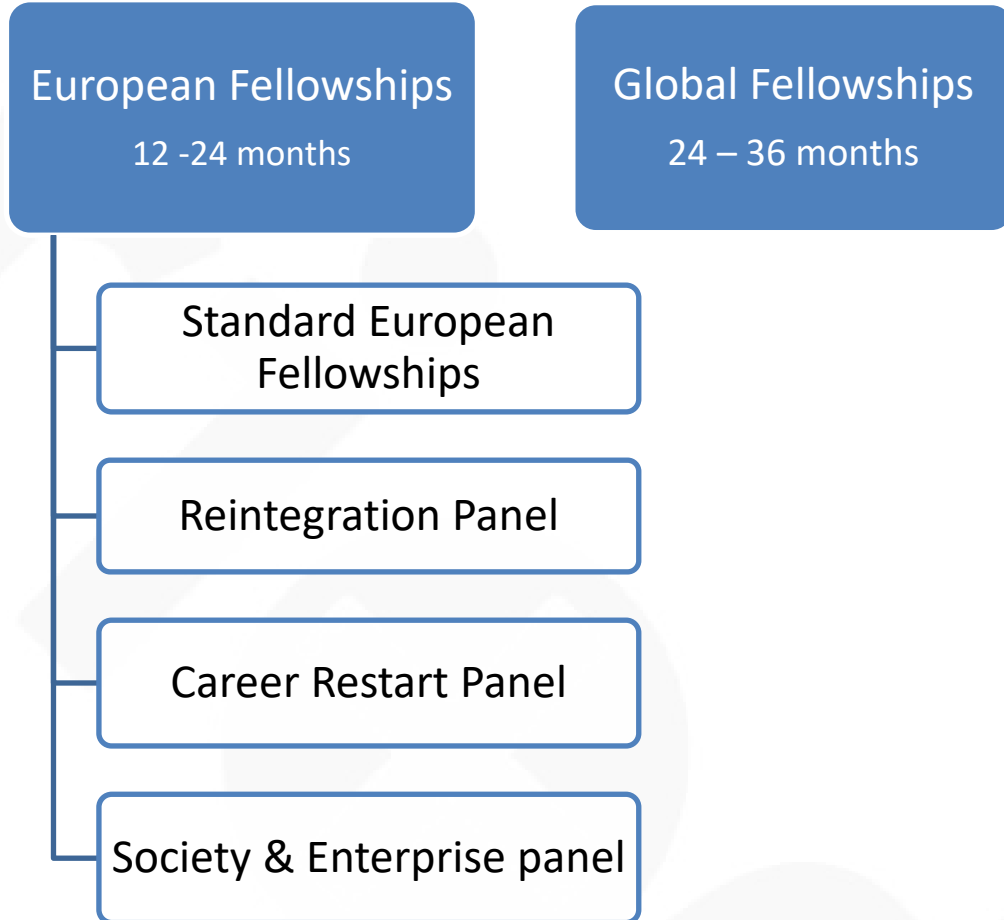 European Fellowships
12 -24 months
Global Fellowships
24 – 36 months
Standard European
Fellowships
Reintegration Panel
Career Restart Panel
Society & Enterprise panel